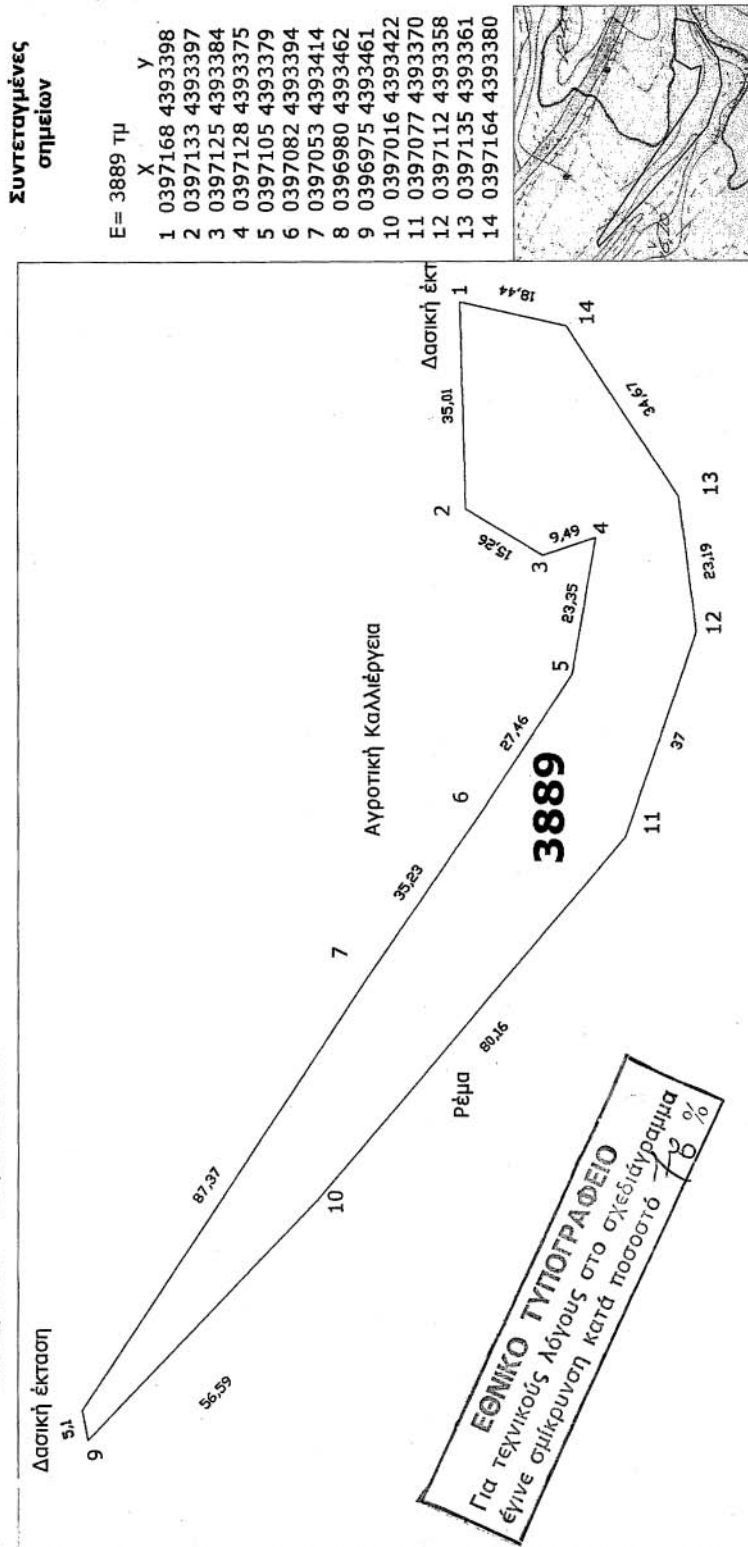 Συντεταγμένες
σημείων
E= 3889 τμ
X y
1 0397168 4393398
2 0397133 4393397
3 0397125 4393384
4 0397128 4393375
5 0397105 4393379
6 0397082 4393394
7 0397053 4393414
8 0396980 4393462
9 0396975 4393461
10 0397016 4393422
11 0397077 4393370
12 0397112 4393358
13 0397135 4393361
14 0397164 4393380
Δασική έκταση
5,1
9
87,37
56,59
10
7
35,23
6
Αγροτική Καλλιέργεια
27,46
5
23,35
4
9,49
3
15,26
2
35,01
Δασική έκτ
1
18,44
14
34,67
13
23,19
12
37
11
3889
80,16
Ρέμα
ΕΘΝΙΚΟ ΤΥΠΟΓΡΑΦΕΙΟ
Για τεχνικούς λόγους στο σχεδιάγραμμα
έγινε σμίκρυνση κατά ποσοστό 78 %